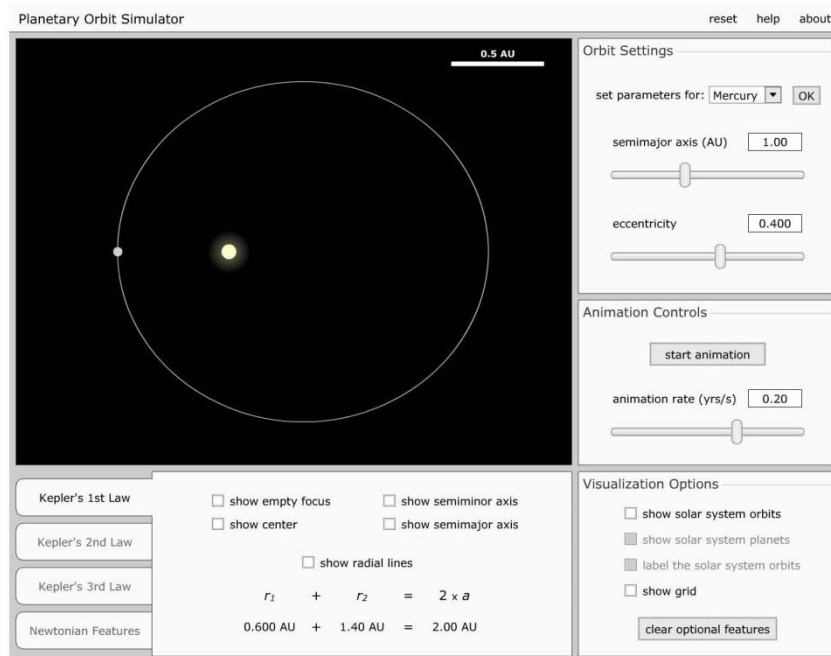 Planetary Orbit Simulator
reset help about
0.5 AU
Orbit Settings
set parameters for: Mercury OK
semimajor axis (AU) 1.00
eccentricity 0.400
Animation Controls
start animation
animation rate (yrs/s) 0.20
Kepler's 1st Law
Kepler's 2nd Law
Kepler's 3rd Law
Newtonian Features
show empty focus show semiminor axis
show center show semimajor axis
show radial lines
r₁ + r₂ = 2 x a
0.600 AU + 1.40 AU = 2.00 AU
Visualization Options
show solar system orbits
show solar system planets
label the solar system orbits
show grid
clear optional features